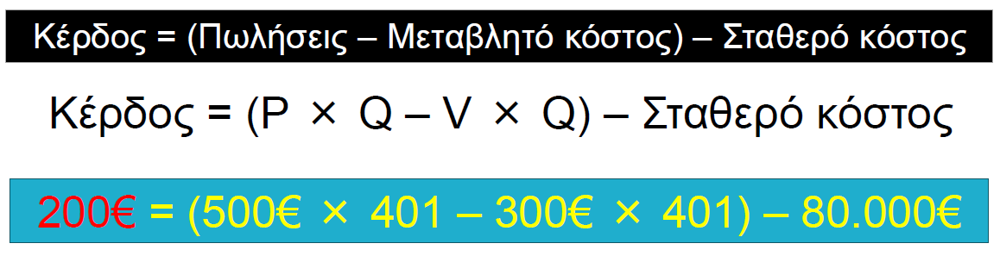 Κέρδος = (Πωλήσεις – Μεταβλητό κόστος) – Σταθερό κόστος
Κέρδος = (P × Q – V × Q) – Σταθερό κόστος
200€ = (500€ × 401 – 300€ × 401) – 80.000€